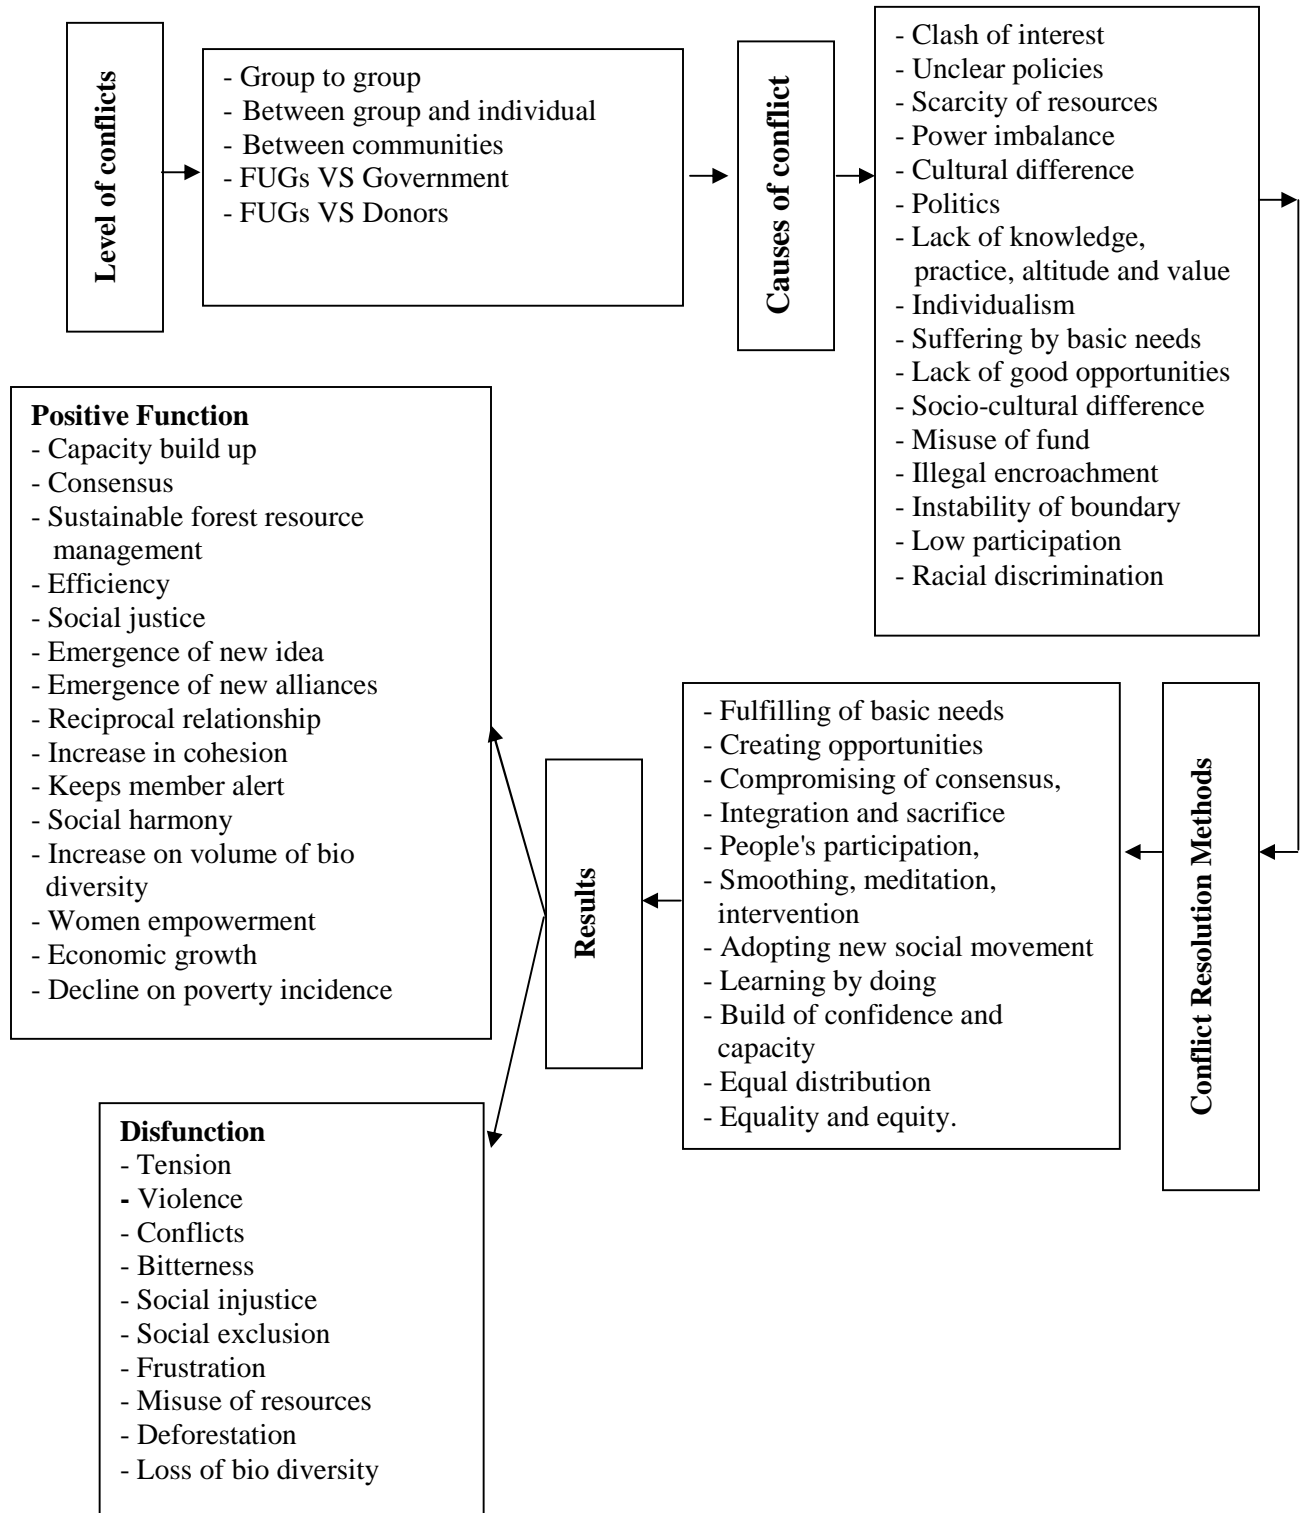 Level of conflicts
- Group to group
- Between group and individual
- Between communities
- FUGs VS Government
- FUGs VS Donors
Causes of conflict
- Clash of interest
- Unclear policies
- Scarcity of resources
- Power imbalance
- Cultural difference
- Politics
- Lack of knowledge,
practice, altitude and value
- Individualism
- Suffering by basic needs
- Lack of good opportunities
- Socio-cultural difference
- Misuse of fund
- Illegal encroachment
- Instability of boundary
- Low participation
- Racial discrimination
Conflict Resolution Methods
- Fulfilling of basic needs
- Creating opportunities
- Compromising of consensus,
- Integration and sacrifice
- People's participation,
- Smoothing, meditation,
intervention
- Adopting new social movement
- Learning by doing
- Build of confidence and
capacity
- Equal distribution
- Equality and equity.
Results
Positive Function
- Capacity build up
- Consensus
- Sustainable forest resource
management
- Efficiency
- Social justice
- Emergence of new idea
- Emergence of new alliances
- Reciprocal relationship
- Increase in cohesion
- Keeps member alert
- Social harmony
- Increase on volume of bio
diversity
- Women empowerment
- Economic growth
- Decline on poverty incidence
Disfunction
- Tension
- Violence
- Conflicts
- Bitterness
- Social injustice
- Social exclusion
- Frustration
- Misuse of resources
- Deforestation
- Loss of bio diversity